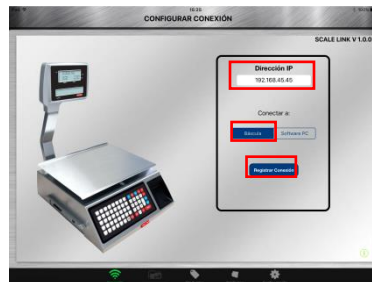 CONFIGURAR CONEXIÓN
SCALE LINK V 1.0.0
Dirección IP
192.168.45.45
Conectar a:
Báscula
Software PC
Registrar Conexión